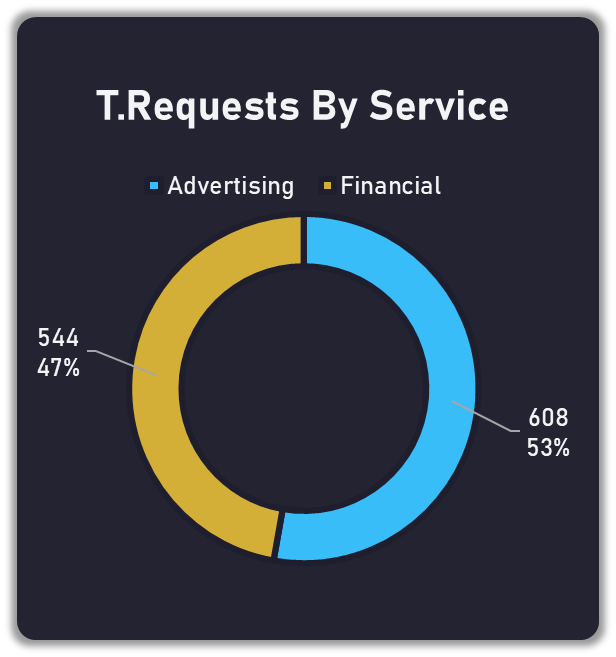 T.Requests By Service
Advertising Financial
544
47%
608
53%